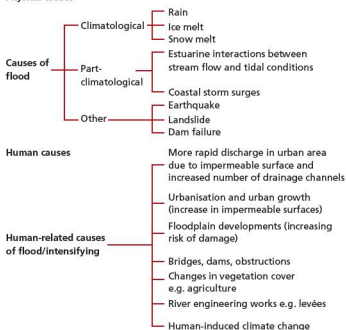 Climatological
Rain
Ice melt
Snow melt
Causes of
flood
Part-
climatological
Estuarine interactions between
stream flow and tidal conditions
Coastal storm surges
Other
Earthquake
Landslide
Dam failure
Human causes
Human-related causes
of flood/intensifying
More rapid discharge in urban area
due to impermeable surface and
increased number of drainage channels
Urbanisation and urban growth
(increase in impermeable surfaces)
Floodplain developments (increasing
risk of damage)
Bridges, dams, obstructions
Changes in vegetation cover
e.g. agriculture
River engineering works e.g. levées
Human-induced climate change